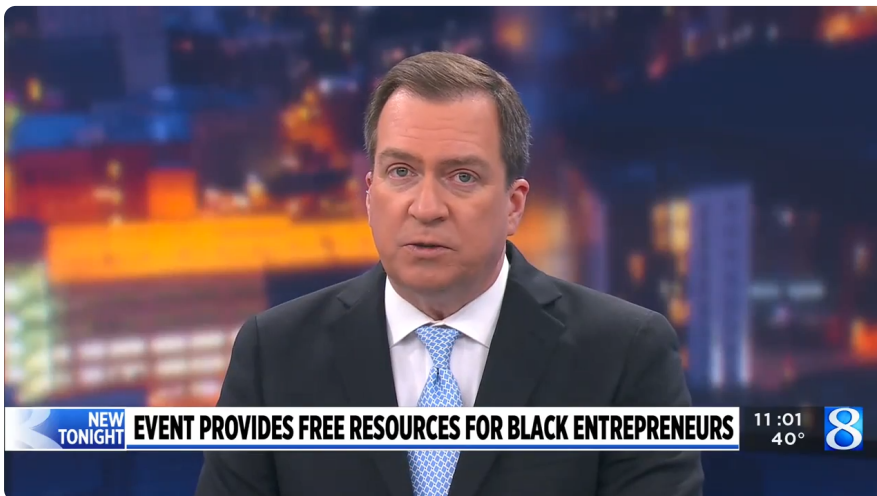 NEW
TONIGHT
EVENT PROVIDES FREE RESOURCES FOR BLACK ENTREPRENEURS
11:01
40°
8